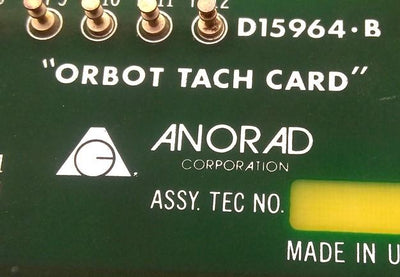 D15964·B
"ORBOT TACH CARD"
ANORAD
CORPORATION
ASSY. TEC NO.
MADE IN U